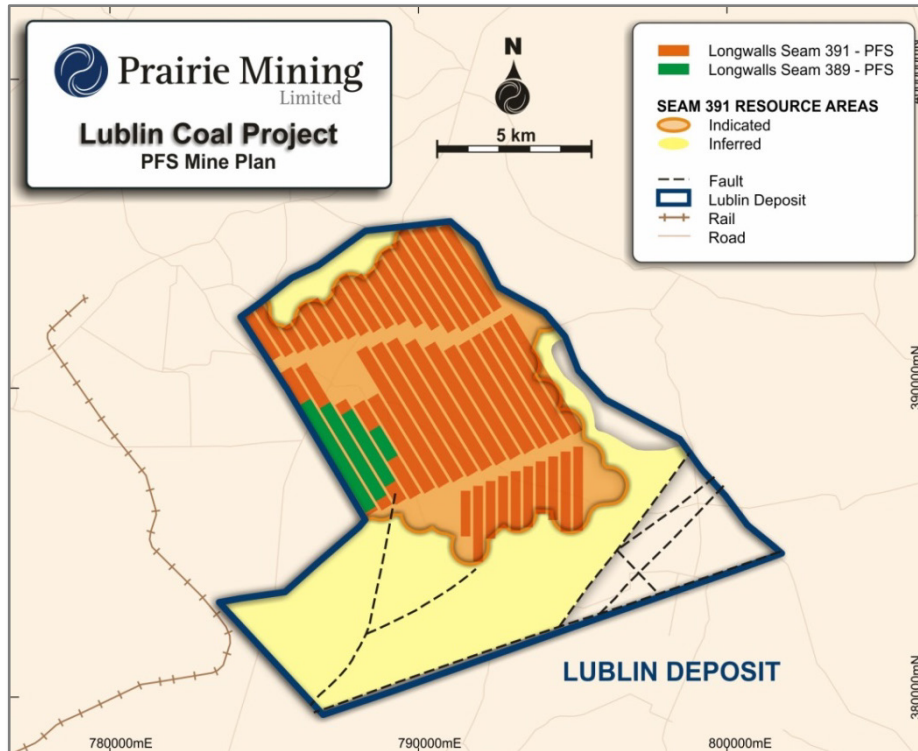 Prairie Mining
Limited
Lublin Coal Project
PFS Mine Plan
N
5 km
Longwalls Seam 391 - PFS
Longwalls Seam 389 - PFS
SEAM 391 RESOURCE AREAS
Indicated
Inferred
Fault
Lublin Deposit
Rail
Road
390000mN
LUBLIN DEPOSIT
380000mN
780000mE
790000mE
800000mE